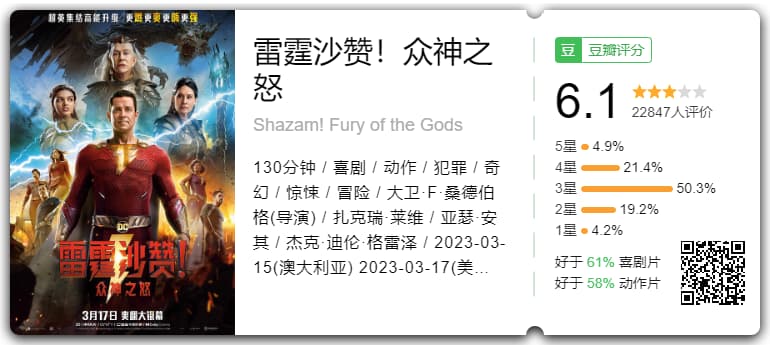 超英集结高能升级 更燃更爽更嗨更强
DC
雷霆沙赞!
众神之怒
3月17日 爽翻大银幕
雷霆沙赞！众神之
怒
Shazam! Fury of the Gods
130分钟 / 喜剧 / 动作 / 犯罪 / 奇
幻 / 惊悚 / 冒险 / 大卫·F·桑德伯
格(导演) / 扎克瑞·莱维 / 亚瑟·安
其 / 杰克·迪伦·格雷泽 / 2023-03-
15(澳大利亚) 2023-03-17(美...
豆 豆瓣评分
6.1
22847人评价
5星 4.9%
4星 21.4%
3星 50.3%
2星 19.2%
1星 4.2%
好于 61% 喜剧片
好于 58% 动作片